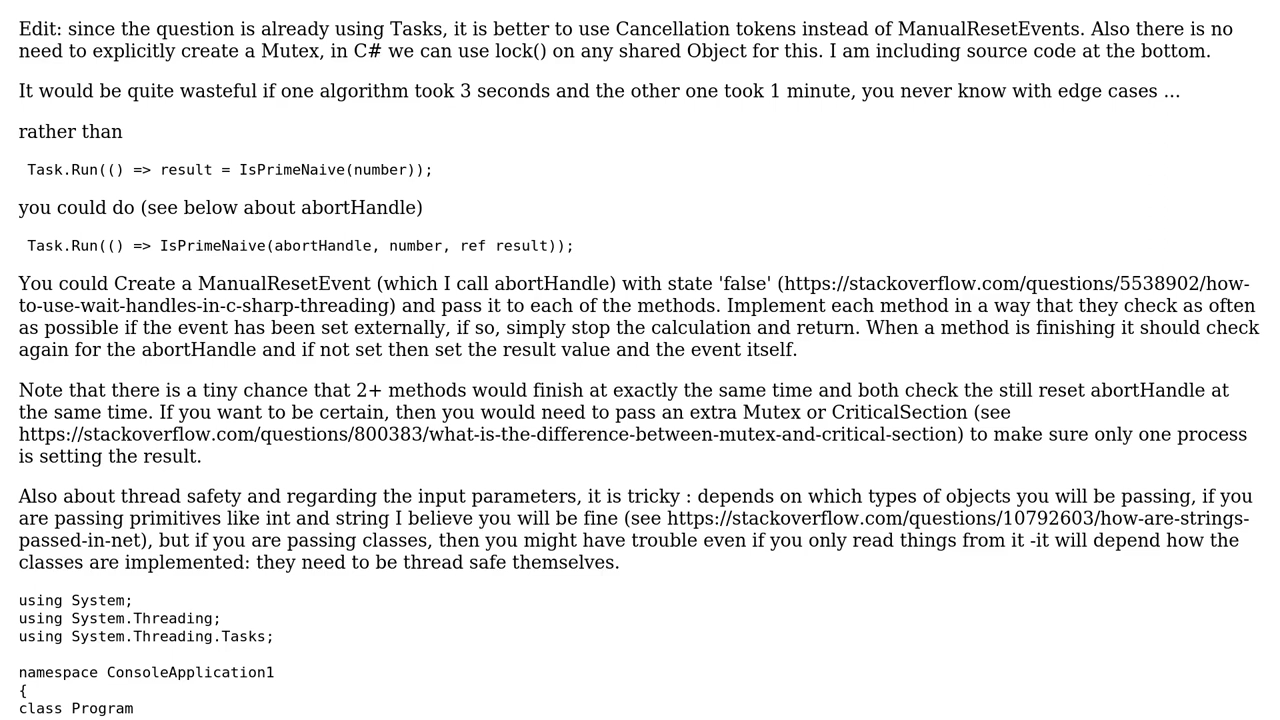 Edit: since the question is already using Tasks, it is better to use Cancellation tokens instead of ManualResetEvents. Also there is no
need to explicitly create a Mutex, in C# we can use lock() on any shared Object for this. I am including source code at the bottom.
It would be quite wasteful if one algorithm took 3 seconds and the other one took 1 minute, you never know with edge cases ...
rather than
Task.Run(() => result = IsPrimeNaive(number));
you could do (see below about abortHandle)
Task.Run(() => IsPrimeNaive(abortHandle, number, ref result));
You could Create a ManualResetEvent (which I call abortHandle) with state 'false' (https://stackoverflow.com/questions/5538902/how-
to-use-wait-handles-in-c-sharp-threading) and pass it to each of the methods. Implement each method in a way that they check as often
as possible if the event has been set externally, if so, simply stop the calculation and return. When a method is finishing it should check
again for the abortHandle and if not set then set the result value and the event itself.
Note that there is a tiny chance that 2+ methods would finish at exactly the same time and both check the still reset abortHandle at
the same time. If you want to be certain, then you would need to pass an extra Mutex or CriticalSection (see
https://stackoverflow.com/questions/800383/what-is-the-difference-between-mutex-and-critical-section) to make sure only one process
is setting the result.
Also about thread safety and regarding the input parameters, it is tricky : depends on which types of objects you will be passing, if you
are passing primitives like int and string I believe you will be fine (see https://stackoverflow.com/questions/10792603/how-are-strings-
passed-in-net), but if you are passing classes, then you might have trouble even if you only read things from it -it will depend how the
classes are implemented: they need to be thread safe themselves.
using System;
using System.Threading;
using System.Threading.Tasks;
namespace ConsoleApplication1
{
class Program